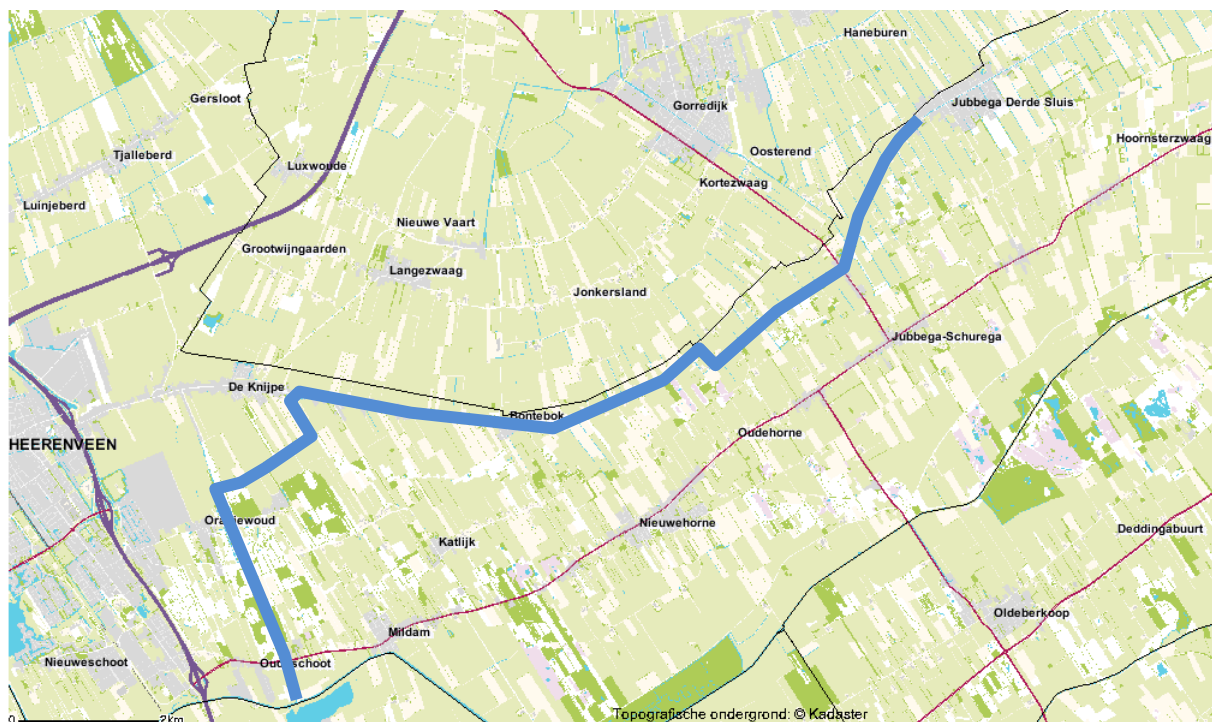 Haneburen
Gersloot
Gorredijk
Jubbega Derde Sluis
Hoornsterzwaag
Tjalleberd
Oosterend
Luxwoude
Kortezwaag
Luinjeberd
Nieuwe Vaart
Grootwijngaarden
Langezwaag
Jonkersland
Jubbega-Schurega
De Knijpe
Bontebok
HEERENVEEN
Oudehorne
Oranjewoud
Nieuwehorne
Deddingabuurt
Katlijk
Oldeberkoop
Mildam
Nieuweschoot
Oudeschoot
0 2km
Topografische ondergrond: © Kadaster